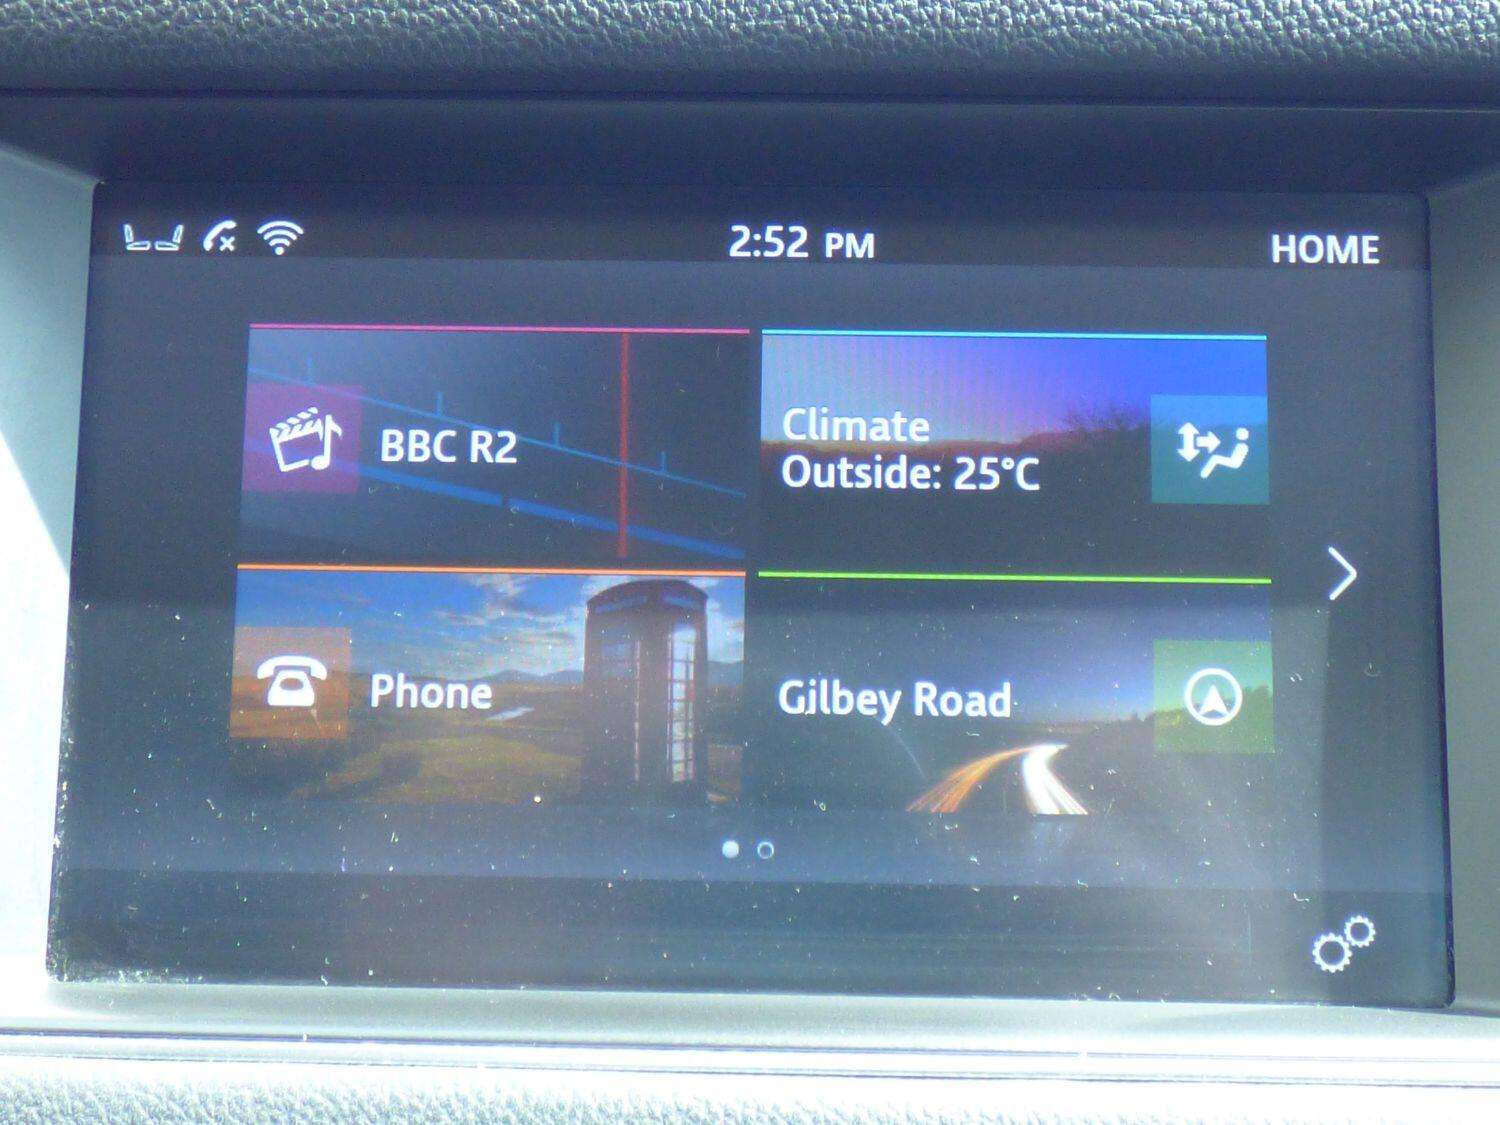 2:52 PM
HOME
BBC R2
Climate
Outside: 25°C
Phone
Gilbey Road